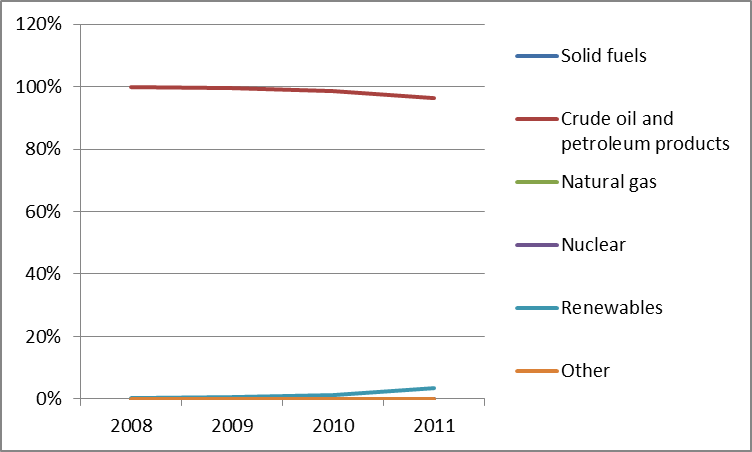 120%
100%
80%
60%
40%
20%
0%
2008 2009 2010 2011
Solid fuels
Crude oil and
petroleum products
Natural gas
Nuclear
Renewables
Other